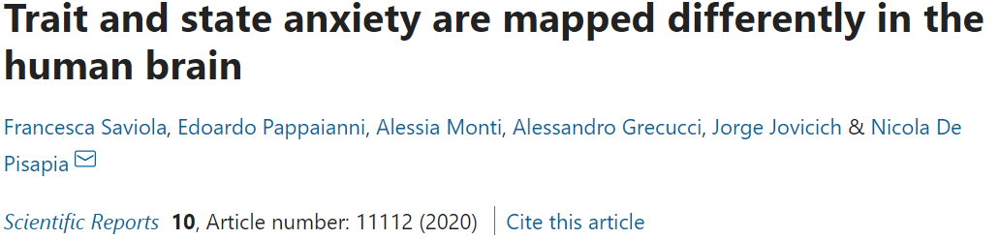 Trait and state anxiety are mapped differently in the
human brain
Francesca Saviola, Edoardo Pappaianni, Alessia Monti, Alessandro Grecucci, Jorge Jovicich & Nicola De
Pisapia
Scientific Reports 10, Article number: 11112 (2020) | Cite this article